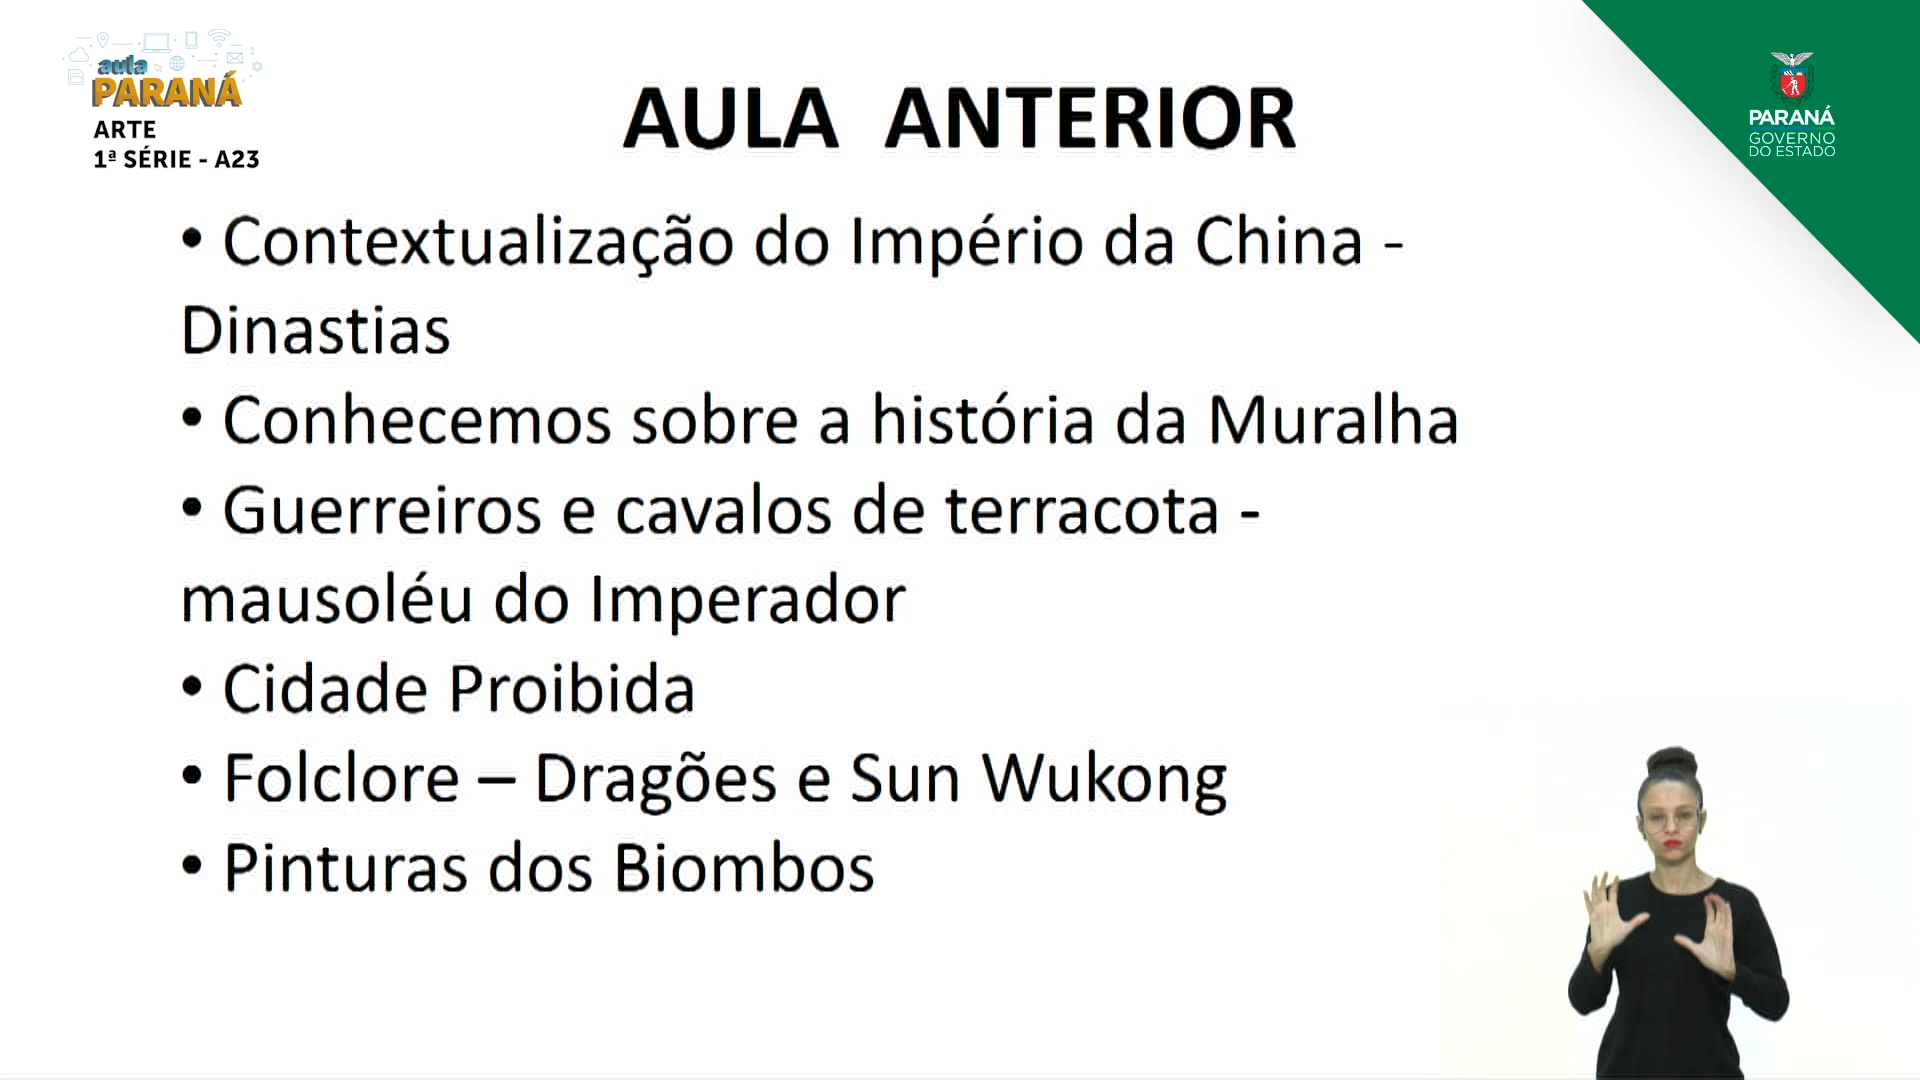 aula
PARANÁ
ARTE
1ª SÉRIE - A23
AULA ANTERIOR
PARANÁ
GOVERNO
DO ESTADO
• Contextualização do Império da China -
Dinastias
• Conhecemos sobre a história da Muralha
• Guerreiros e cavalos de terracota -
mausoléu do Imperador
• Cidade Proibida
• Folclore – Dragões e Sun Wukong
• Pinturas dos Biombos